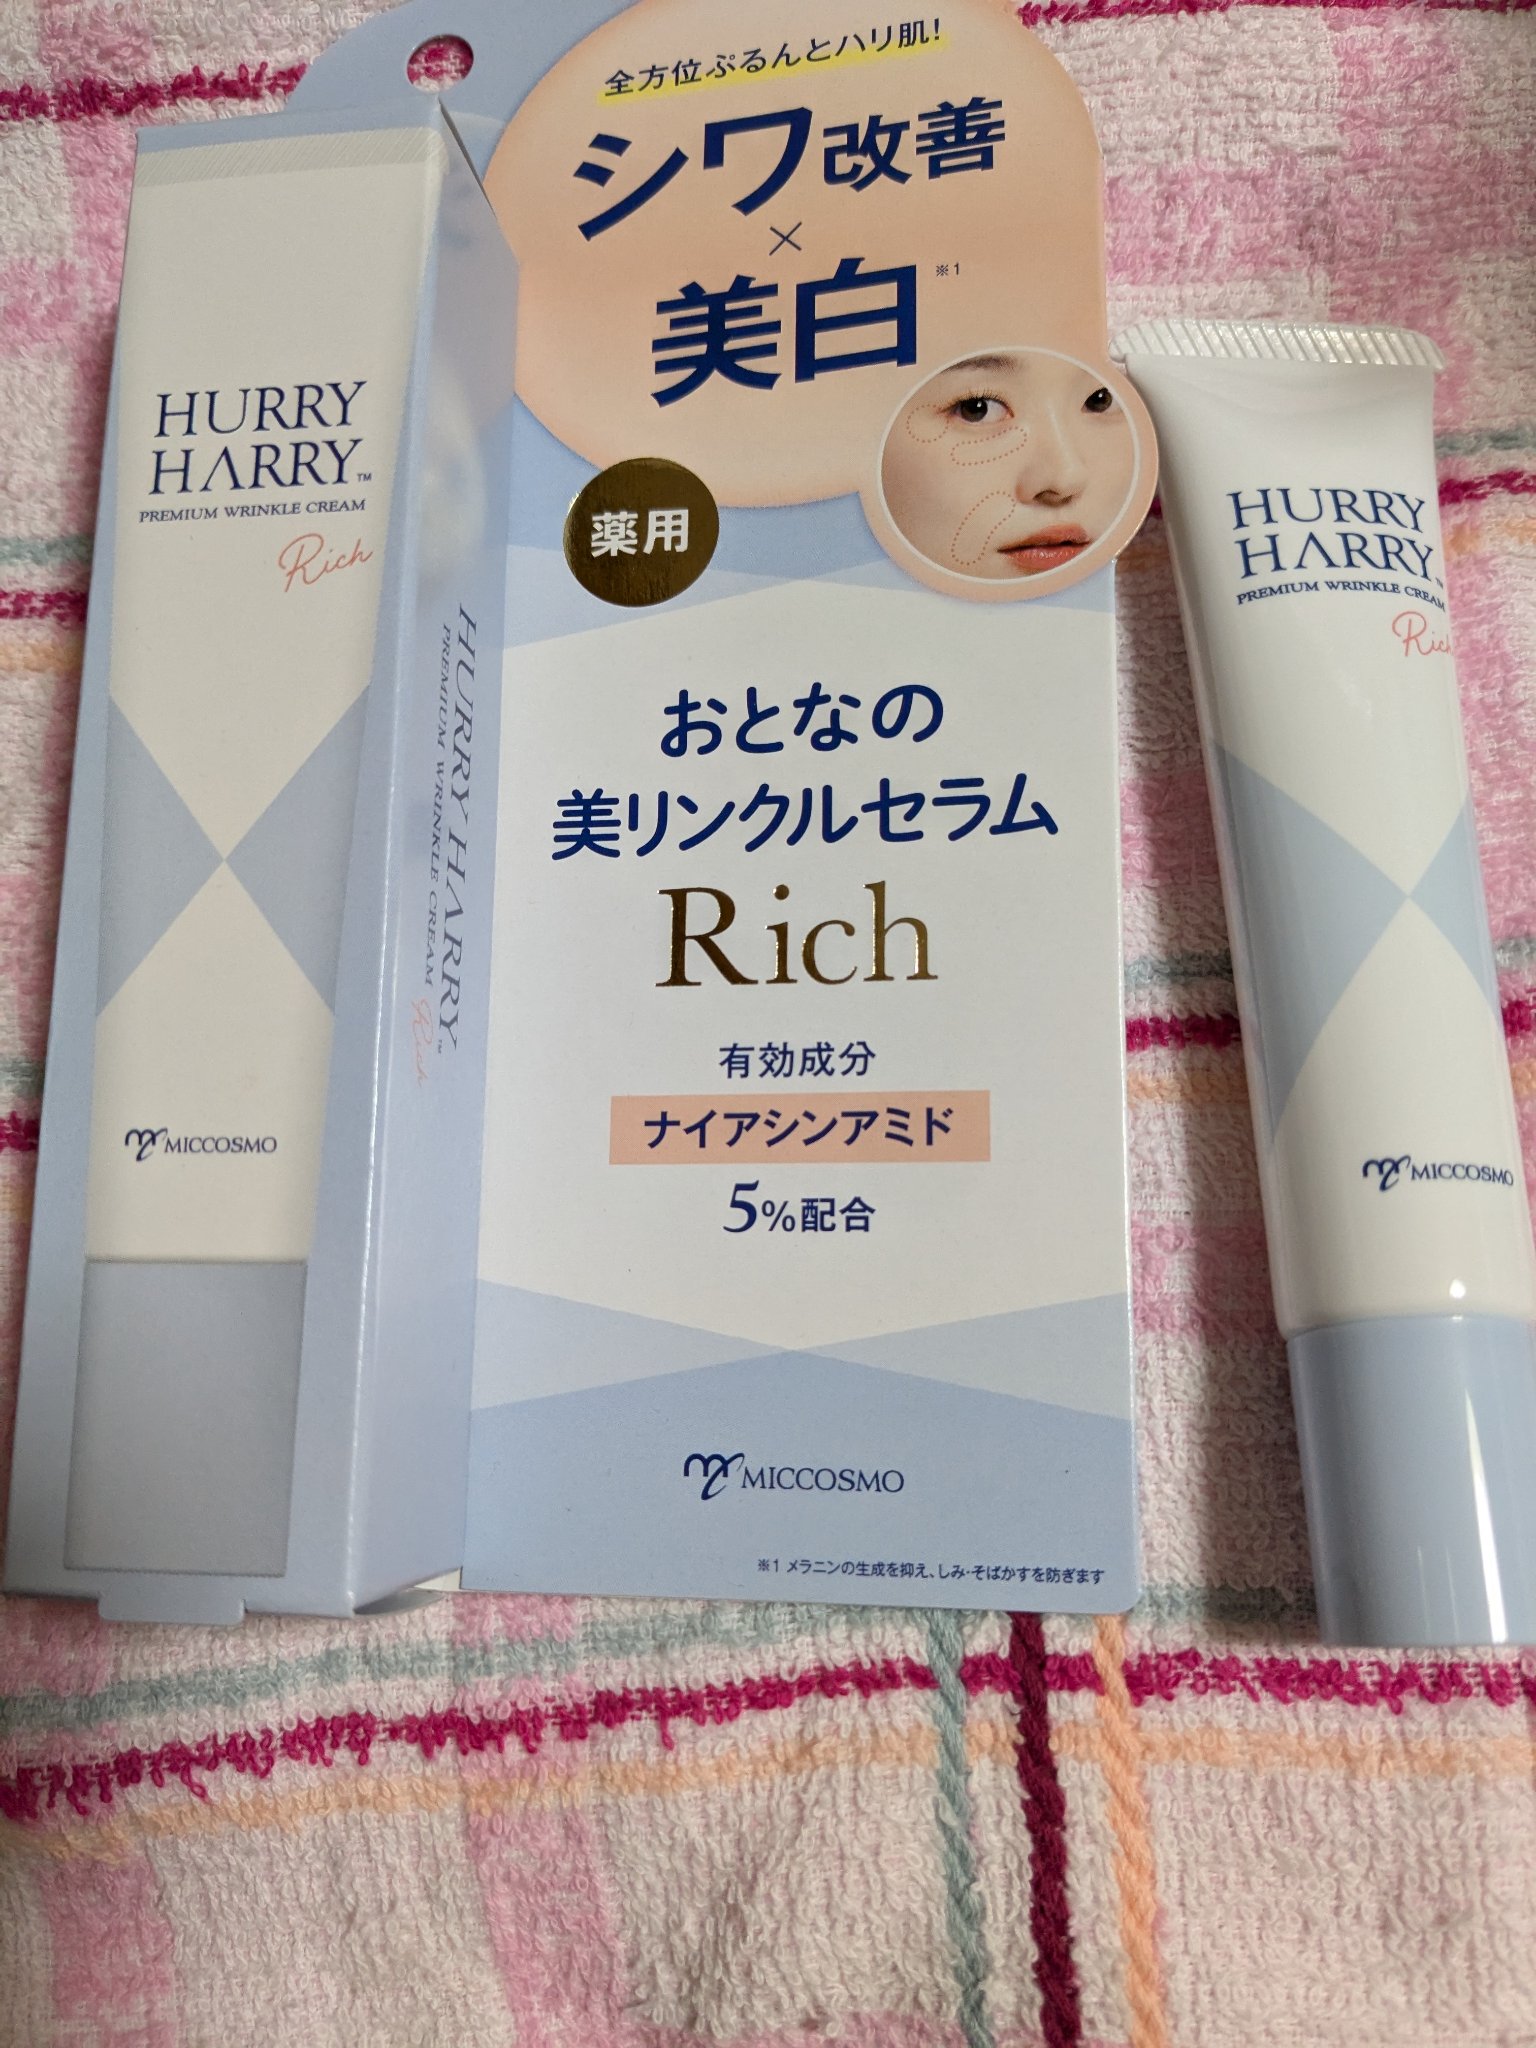 全方位ぷるんとハリ肌!
シワ改善
×
美白※1
薬用
おとなの
美リンクルセラム
Rich
有効成分
ナイアシンアミド
5%配合
MICCOSMO
※1 メラニンの生成を抑え、しみ・そばかすを防ぎます
HURRY
HARRY™
PREMIUM WRINKLE CREAM
Rich
MICCOSMO
HURRY HARRY™
PREMIUM WRINKLE CREAM Rich
HURRY
HARRY™
PREMIUM WRINKLE CREAM
Rich
MICCOSMO